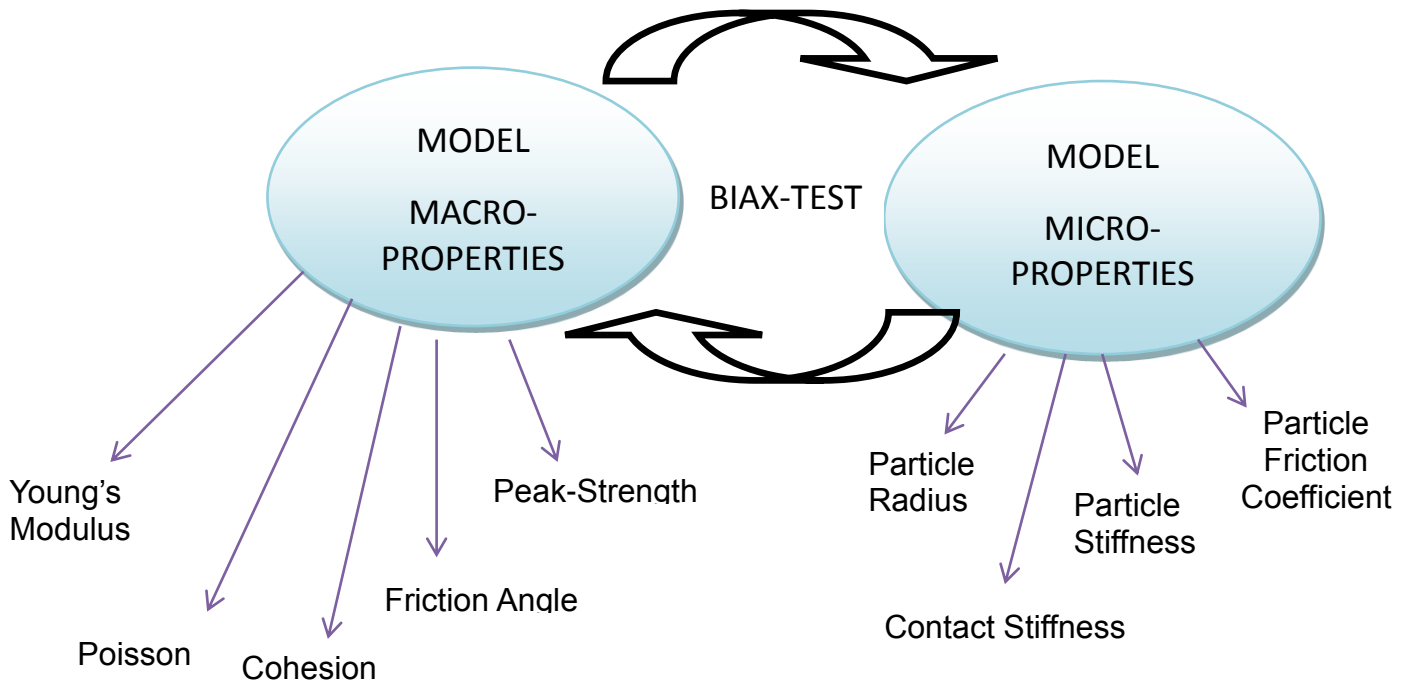 MODEL
MACRO-
PROPERTIES
BIAX-TEST
MODEL
MICRO-
PROPERTIES
Young’s
Modulus
Poisson
Cohesion
Friction Angle
Peak-Strength
Particle
Radius
Contact Stiffness
Particle
Stiffness
Particle
Friction
Coefficient